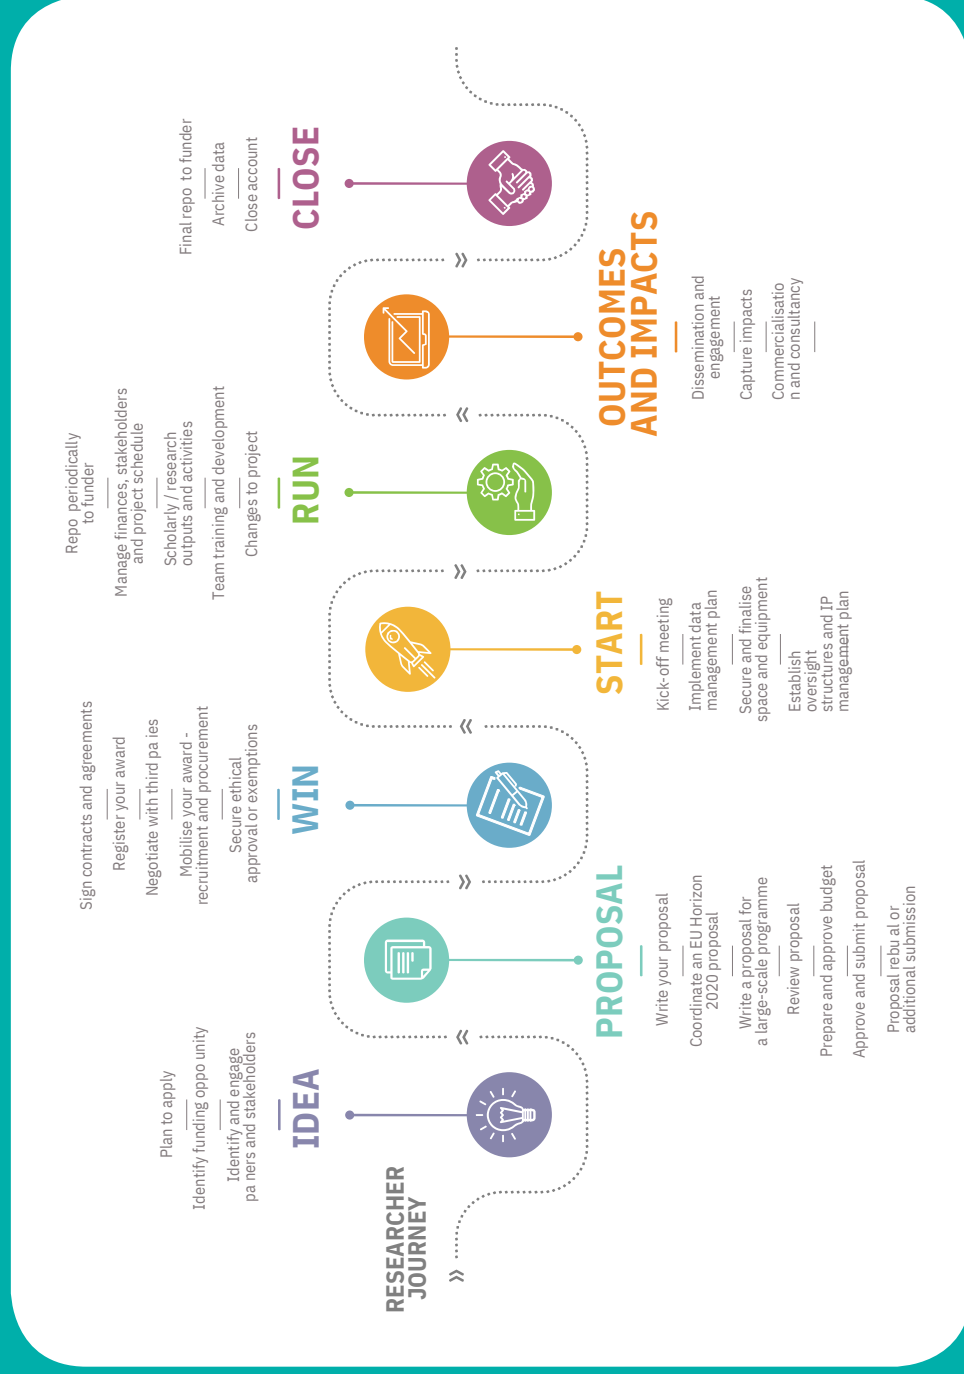 RESEARCHER
JOURNEY
Plan to apply
Identify funding oppo unity
Identify and engage
pa ners and stakeholders
IDEA
PROPOSAL
Write your proposal
Coordinate an EU Horizon
2020 proposal
Write a proposal for
a large-scale programme
Review proposal
Prepare and approve budget
Approve and submit proposal
Proposal rebu al or
additional submission
Sign contracts and agreements
Register your award
Negotiate with third pa ies
Mobilise your award -
recruitment and procurement
Secure ethical
approval or exemptions
WIN
START
Kick-off meeting
Implement data
management plan
Secure and finalise
space and equipment
Establish
oversight
structures and IP
management plan
Repo periodically
to funder
Manage finances, stakeholders
and project schedule
Scholarly / research
outputs and activities
Team training and development
Changes to project
RUN
OUTCOMES
AND IMPACTS
Dissemination and
engagement
Capture impacts
Commercialisatio
n and consultancy
Final repo to funder
Archive data
Close account
CLOSE